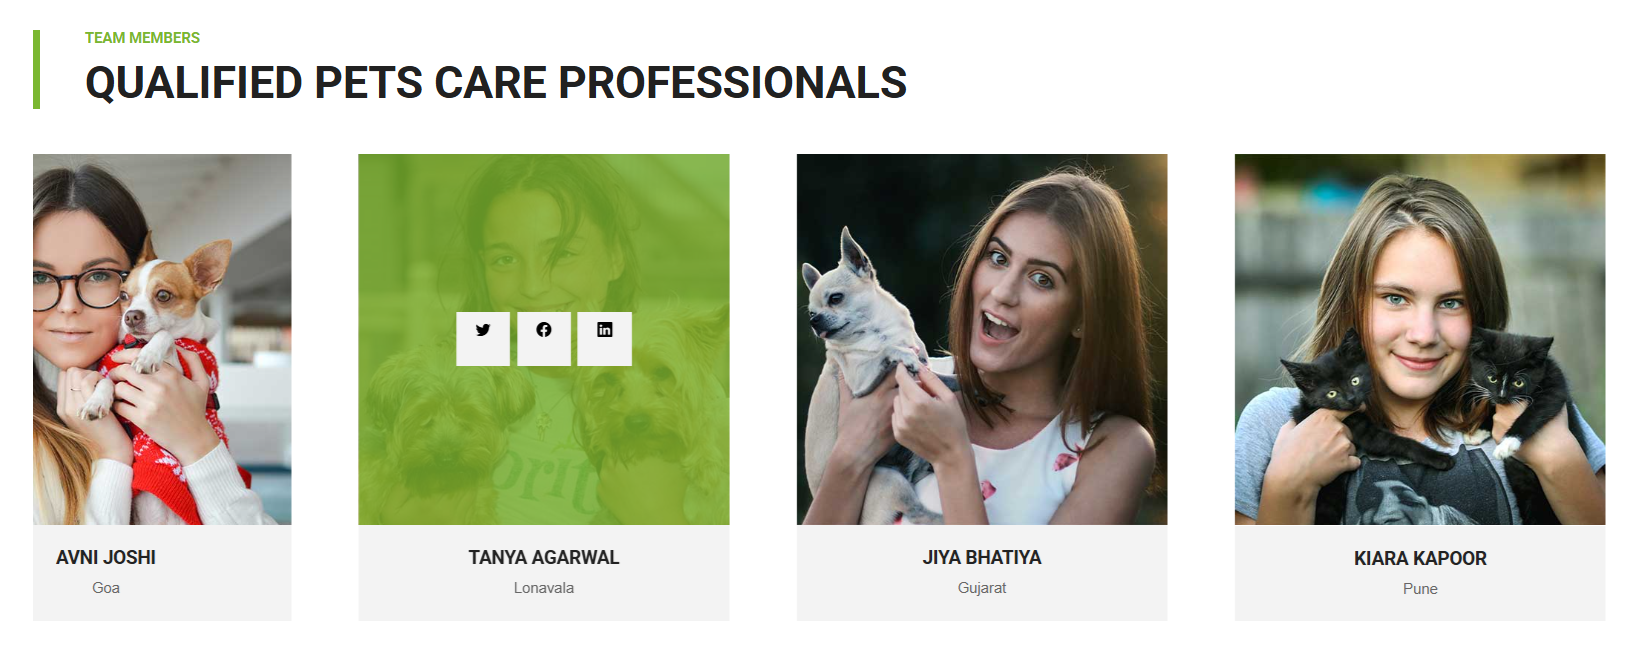 TEAM MEMBERS
QUALIFIED PETS CARE PROFESSIONALS
AVNI JOSHI
Goa
TANYA AGARWAL
Lonavala
JIYA BHATIYA
Gujarat
KIARA KAPOOR
Pune